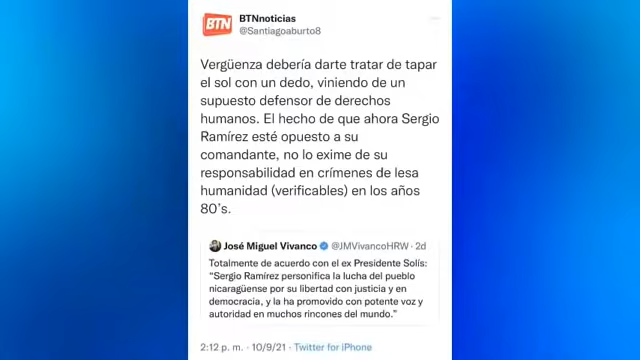 BTN
BTNnoticias
@Santiagoaburto8
Vergüenza debería darte tratar de tapar
el sol con un dedo, viniendo de un
supuesto defensor de derechos
humanos. El hecho de que ahora Sergio
Ramírez esté opuesto a su
comandante, no lo exime de su
responsabilidad en crímenes de lesa
humanidad (verificables) en los años
80's.
José Miguel Vivanco @JMVivancoHRW · 2d
Totalmente de acuerdo con el ex Presidente Solís:
"Sergio Ramírez personifica la lucha del pueblo
nicaragüense por su libertad con justicia y en
democracia, y la ha promovido con potente voz y
autoridad en muchos rincones del mundo."
2:12 p. m. · 10/9/21 · Twitter for iPhone